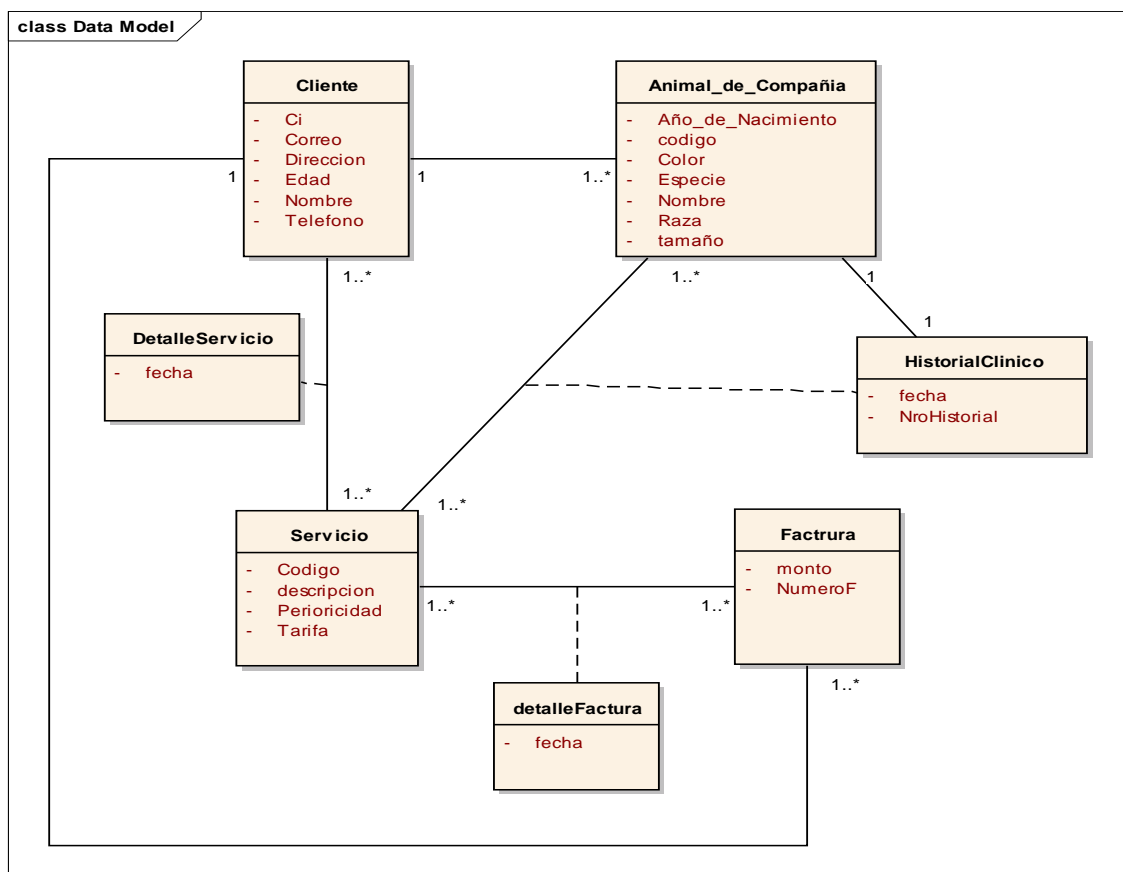 class Data Model
Cliente
- Ci
- Correo
- Direccion
- Edad
- Nombre
- Telefono
Animal_de_Compañia
- Año_de_Nacimiento
- codigo
- Color
- Especie
- Nombre
- Raza
- tamaño
1
1
1..*
1..*
1..*
1
1
DetalleServicio
- fecha
HistorialClinico
- fecha
- NroHistorial
1..*
1..*
Servicio
- Codigo
- descripcion
- Perioricidad
- Tarifa
Factrura
- monto
- NumeroF
1..*
1..*
1..*
detalleFactura
- fecha